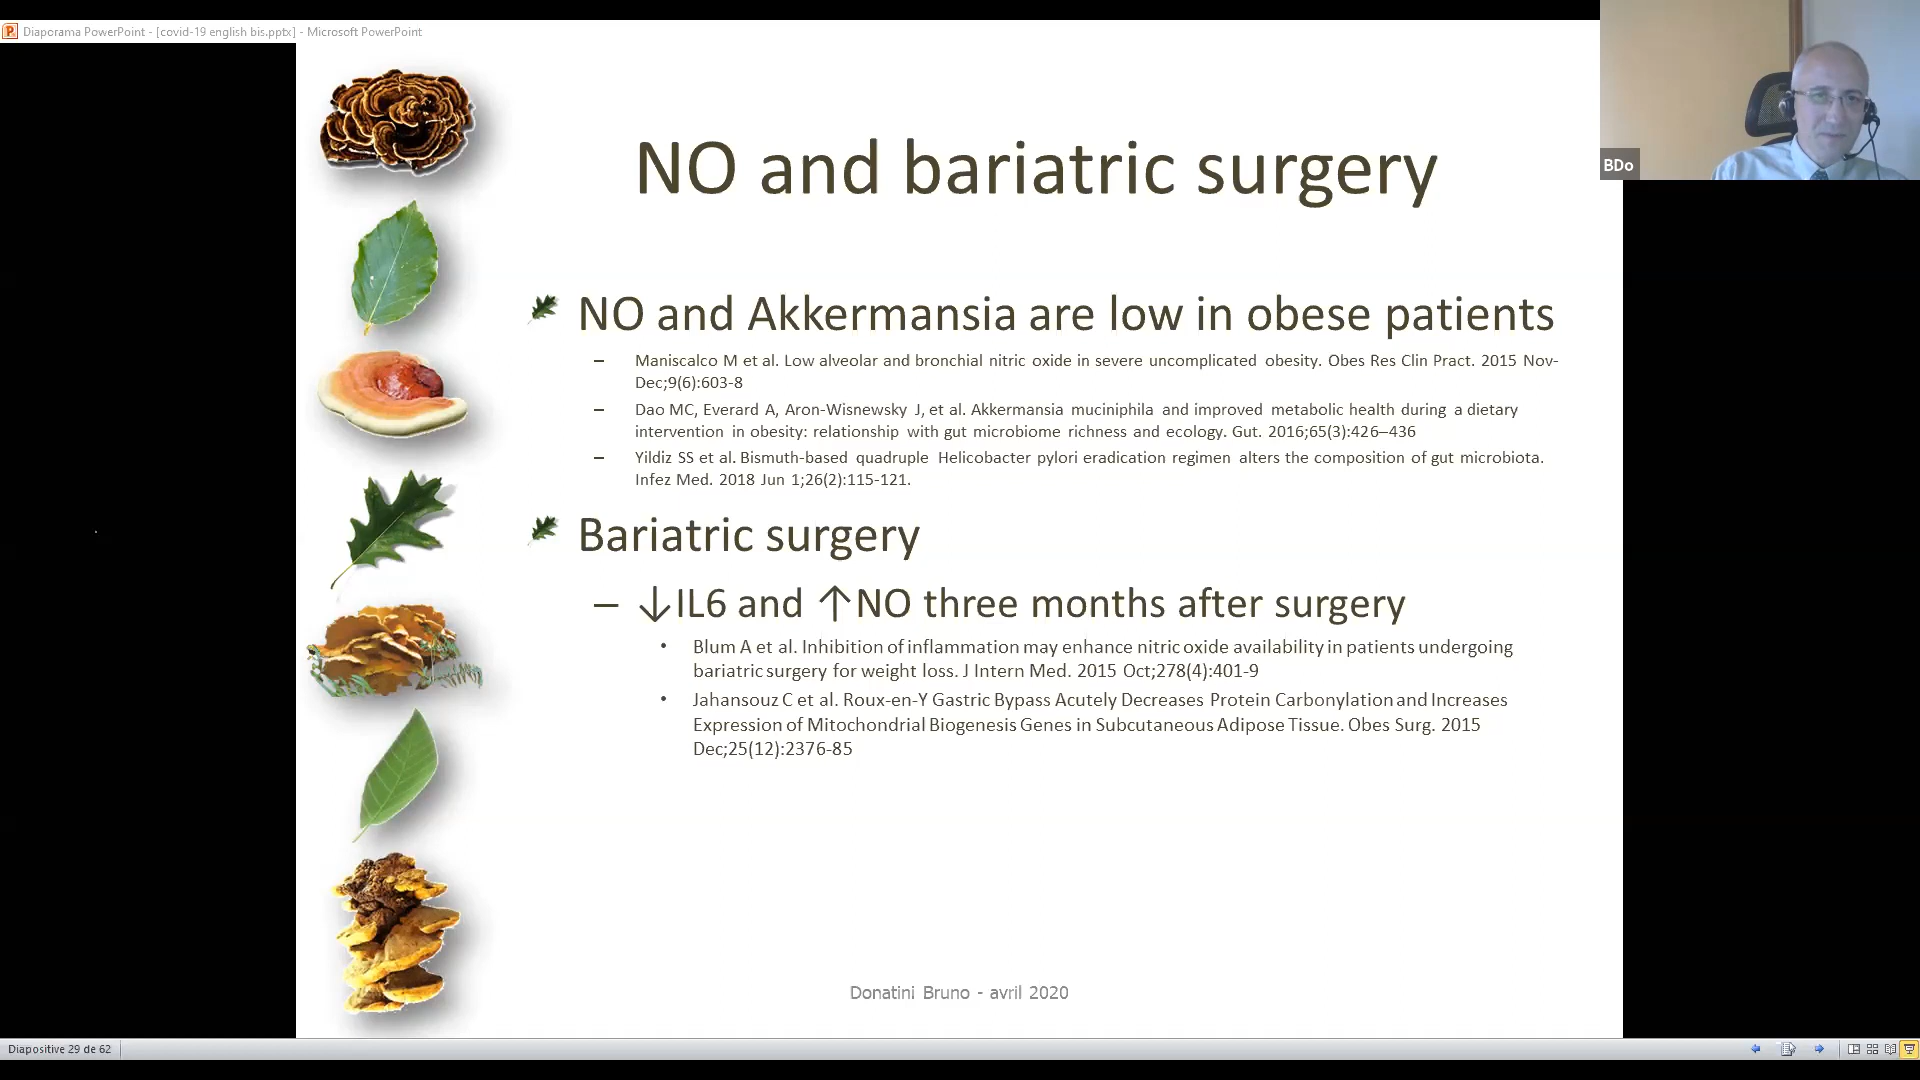 Diaporama PowerPoint - [covid-19 english bis.pptx] - Microsoft PowerPoint
BDo
NO and bariatric surgery
NO and Akkermansia are low in obese patients
– Maniscalco M et al. Low alveolar and bronchial nitric oxide in severe uncomplicated obesity. Obes Res Clin Pract. 2015 Nov-
Dec;9(6):603-8
– Dao MC, Everard A, Aron-Wisnewsky J, et al. Akkermansia muciniphila and improved metabolic health during a dietary
intervention in obesity: relationship with gut microbiome richness and ecology. Gut. 2016;65(3):426–436
– Yildiz SS et al. Bismuth-based quadruple Helicobacter pylori eradication regimen alters the composition of gut microbiota.
Infez Med. 2018 Jun 1;26(2):115-121.
Bariatric surgery
– ↓IL6 and ↑NO three months after surgery
• Blum A et al. Inhibition of inflammation may enhance nitric oxide availability in patients undergoing
bariatric surgery for weight loss. J Intern Med. 2015 Oct;278(4):401-9
• Jahansouz C et al. Roux-en-Y Gastric Bypass Acutely Decreases Protein Carbonylation and Increases
Expression of Mitochondrial Biogenesis Genes in Subcutaneous Adipose Tissue. Obes Surg. 2015
Dec;25(12):2376-85
Donatini Bruno - avril 2020
Diapositive 29 de 62